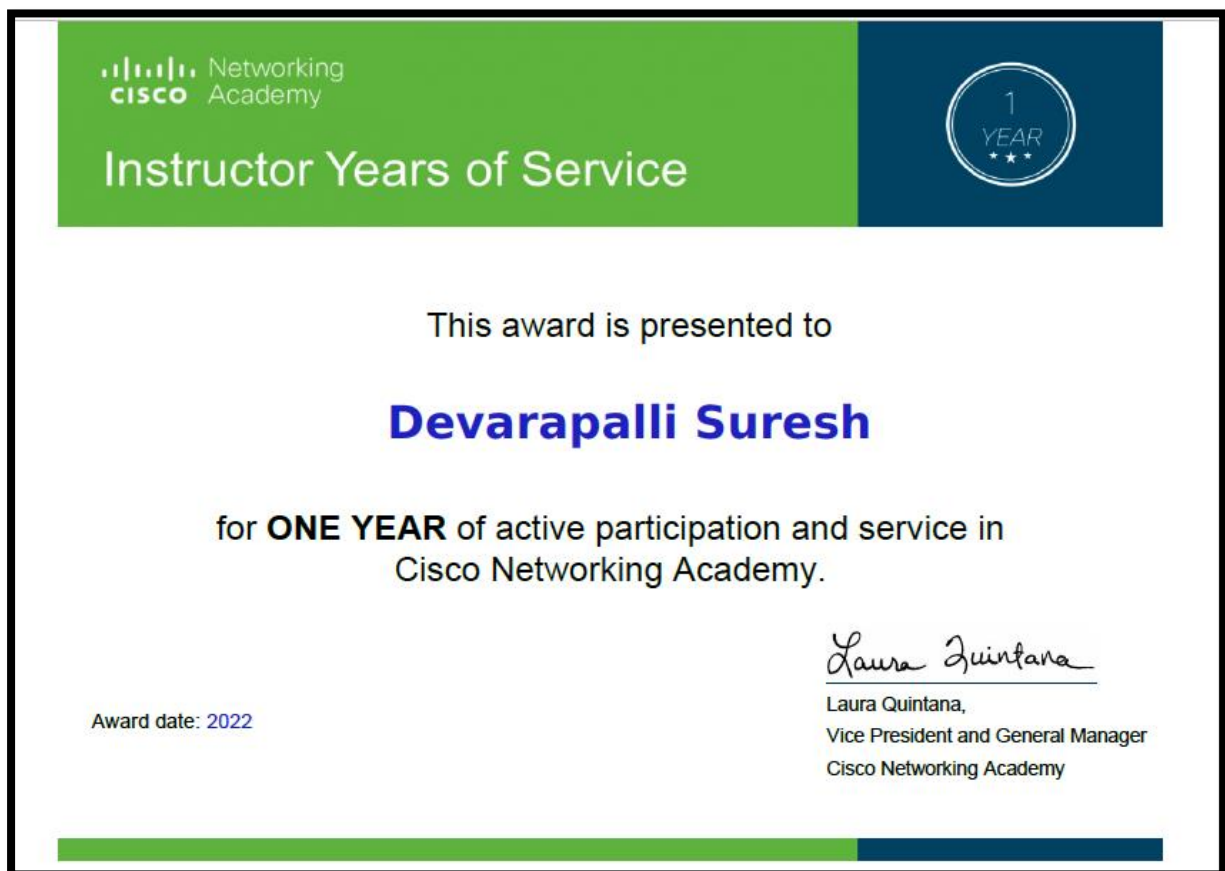 Networking
CISCO Academy
Instructor Years of Service
1
YEAR
This award is presented to
Devarapalli Suresh
for ONE YEAR of active participation and service in
Cisco Networking Academy.
Laura Quintana
Laura Quintana,
Award date: 2022
Vice President and General Manager
Cisco Networking Academy